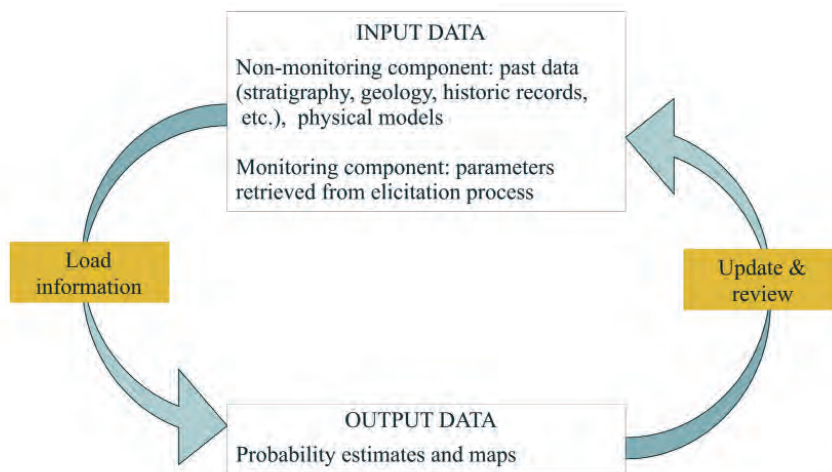 INPUT DATA
Non-monitoring component: past data
(stratigraphy, geology, historic records,
etc.), physical models
Monitoring component: parameters
retrieved from elicitation process
Load
information
Update &
review
OUTPUT DATA
Probability estimates and maps